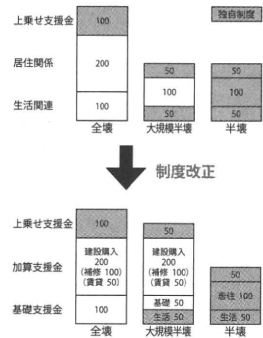 上乗せ支援金
100
独自制度
居住関係
200
50
50
100
100
生活関連
100
50
50
全壊
大規模半壊
半壊
制度改正
上乗せ支援金
100
50
加算支援金
建設購入
200
(補修 100)
(賃貸 50)
建設購入
200
(補修 100)
(賃貸 50)
50
居住 100
基礎支援金
100
基礎 50
生活 50
生活 50
全壊
大規模半壊
半壊